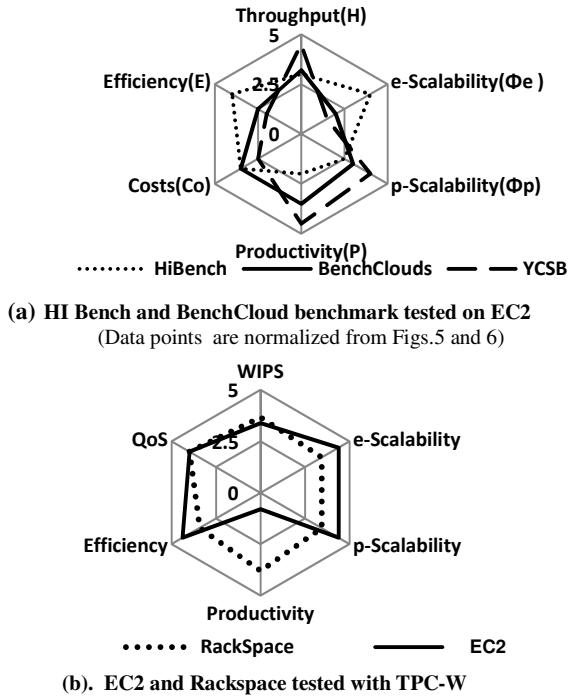 Throughput(H)
5
Efficiency(E)
2.5
e-Scalability(Φe )
0
Costs(Co)
p-Scalability(Φp)
Productivity(P)
HiBench BenchClouds YCSB
(a) HI Bench and BenchCloud benchmark tested on EC2
(Data points are normalized from Figs.5 and 6)
WIPS
5
QoS
2.5
e-Scalability
0
Efficiency
p-Scalability
Productivity
RackSpace EC2
(b). EC2 and Rackspace tested with TPC-W